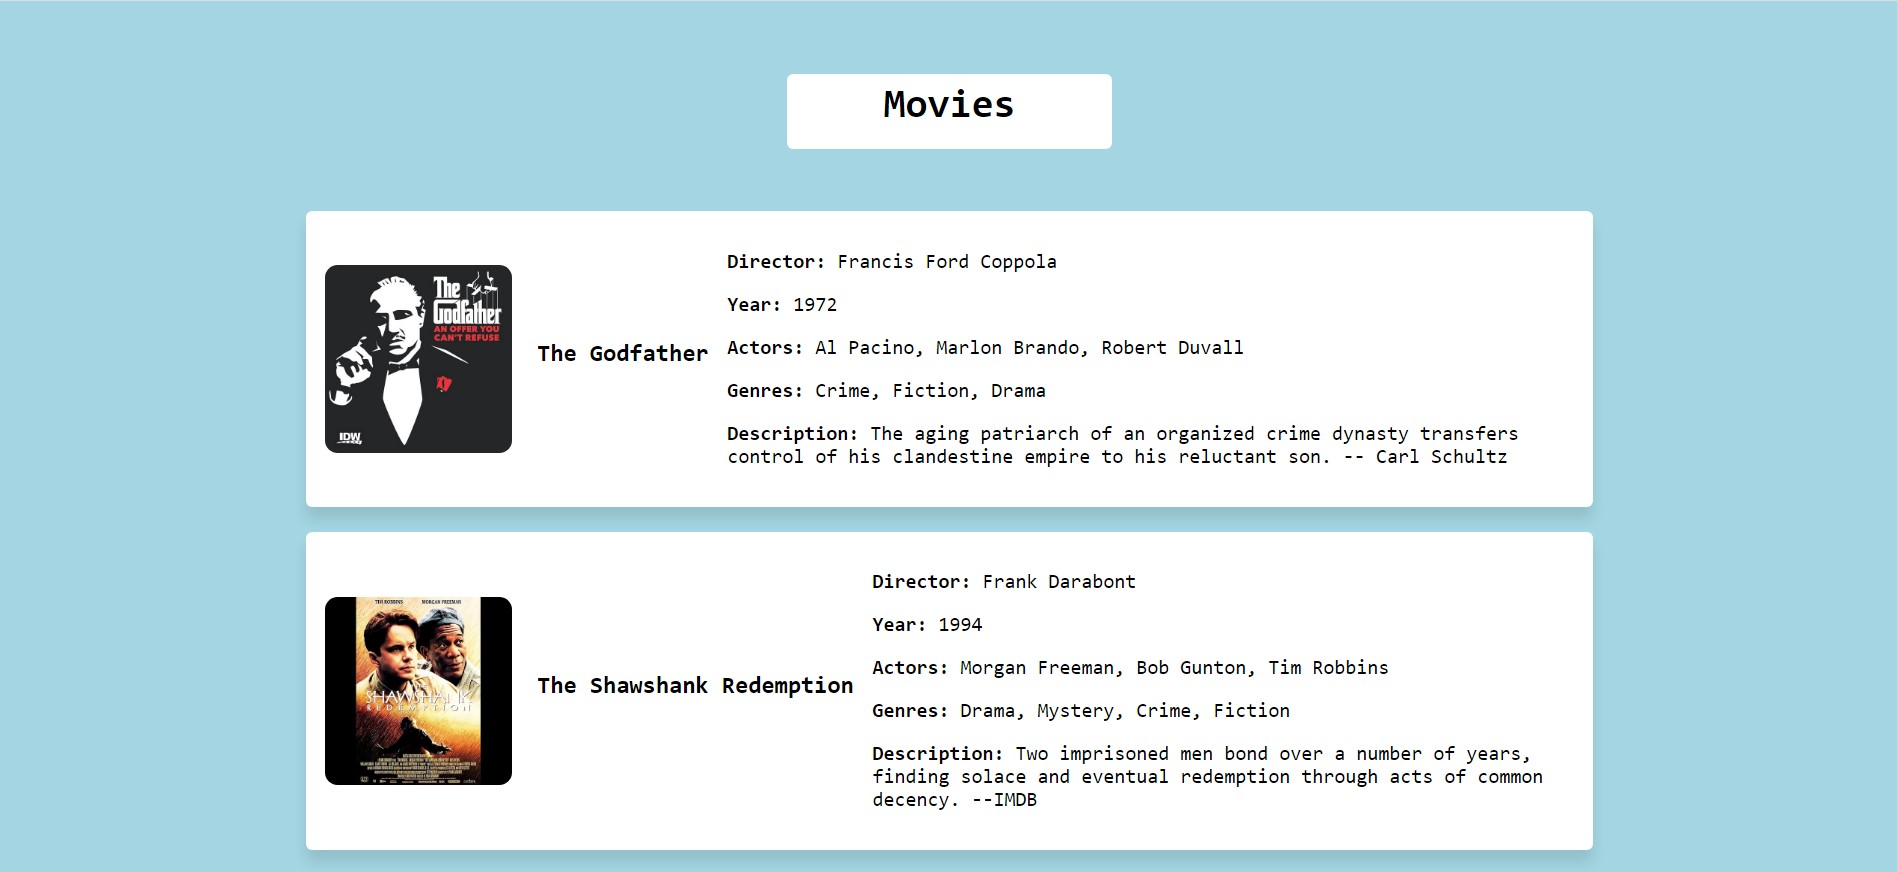 Movies
The
Godfather
AN OFFER YOU
CAN'T REFUSE
IDW
The Godfather
Director: Francis Ford Coppola
Year: 1972
Actors: Al Pacino, Marlon Brando, Robert Duvall
Genres: Crime, Fiction, Drama
Description: The aging patriarch of an organized crime dynasty transfers
control of his clandestine empire to his reluctant son. -- Carl Schultz
TIM ROBBINS MORGAN FREEMAN
SHAWSHANK
REDEMPTION
The Shawshank Redemption
Director: Frank Darabont
Year: 1994
Actors: Morgan Freeman, Bob Gunton, Tim Robbins
Genres: Drama, Mystery, Crime, Fiction
Description: Two imprisoned men bond over a number of years,
finding solace and eventual redemption through acts of common
decency. --IMDB